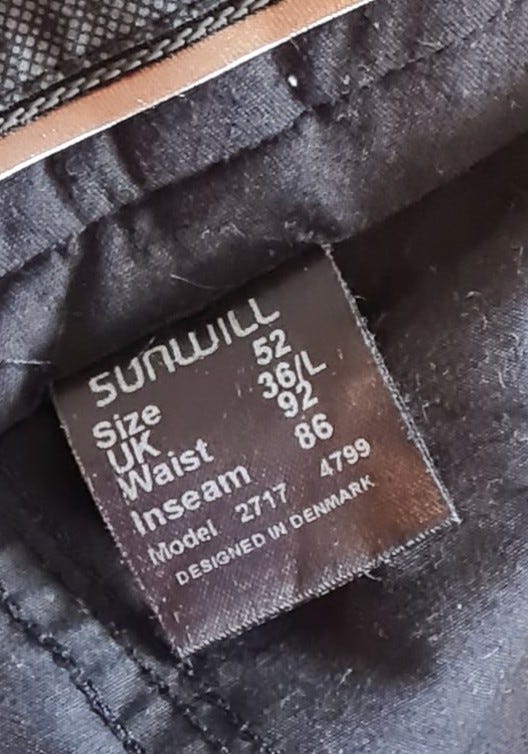 SUNWILL
Size 52
UK 36/L
Waist 92
Inseam 86
Model 2717 4799
DESIGNED IN DENMARK